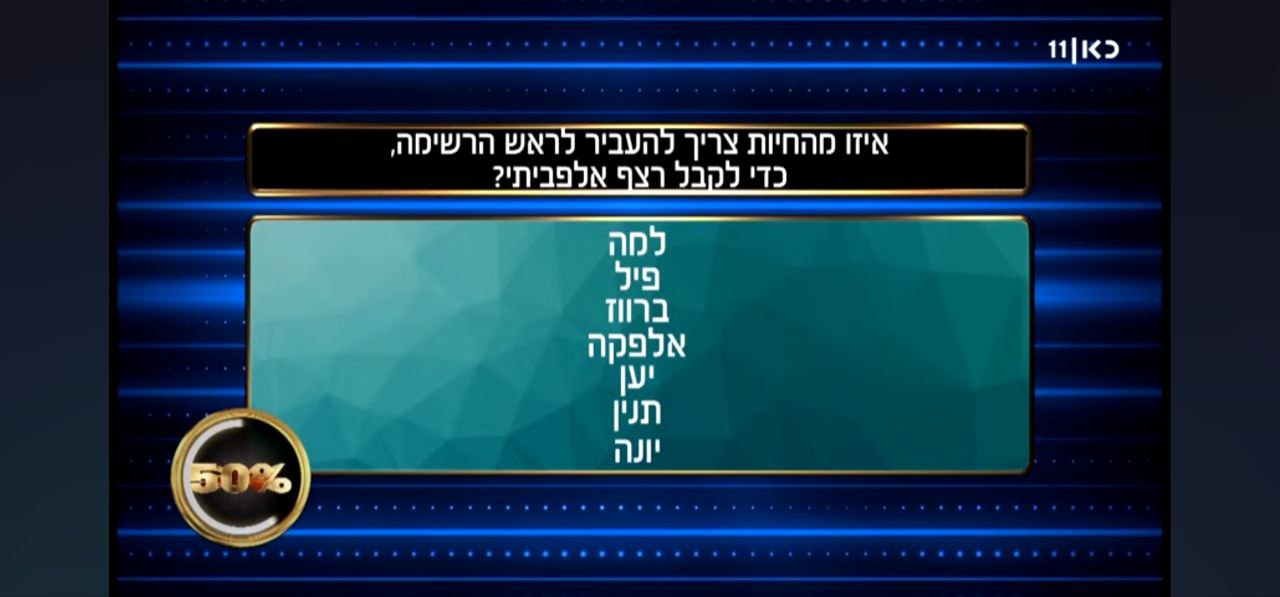 כאן|11
איזו מהחיות צריך להעביר לראש הרשימה,
כדי לקבל רצף אלפביתי?
למה
פיל
ברווז
אלפקה
יען
תנין
יונה
50%